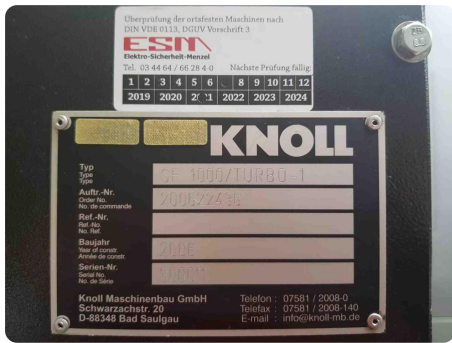 Überprüfung der ortsfesten Maschinen nach
DIN VDE 0113, DGUV Vorschrift 3
ESM
Elektro-Sicherheit-Menzel
Tel. 03 44 64 / 66 28 4-0 Nächste Prüfung fällig:
1 2 3 4 5 6 8 9 10 11 12
2019 2020 2022 2023 2024
KNOLL
Typ
Type
Type
1000/TURBO-1
Auftr.-Nr.
Order No.
No. de commande
Ref.-Nr.
Ref.-No.
No. Ref.
Baujahr
Year of constr.
Année de constr.
2006
Serien-Nr.
Serial No.
No. de Série
Knoll Maschinenbau GmbH
Schwarzachstr. 20
D-88348 Bad Saulgau
Telefon : 07581 / 2008-0
Telefax : 07581 / 2008-140
E-mail : info@knoll-mb.de